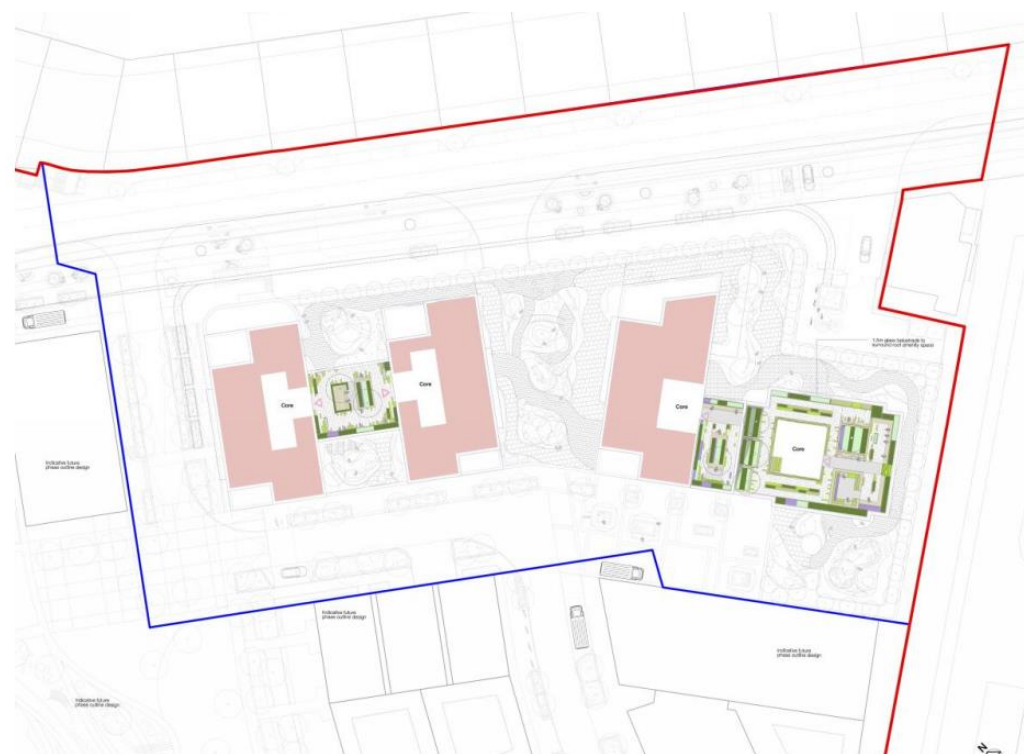 1.5m glass balustrade to
surround roof amenity space
Core
Core
Core
Core
Indicative future
phase outline design
Indicative future
phase outline design
Indicative future
phase outline design
Indicative future
phase outline design
N